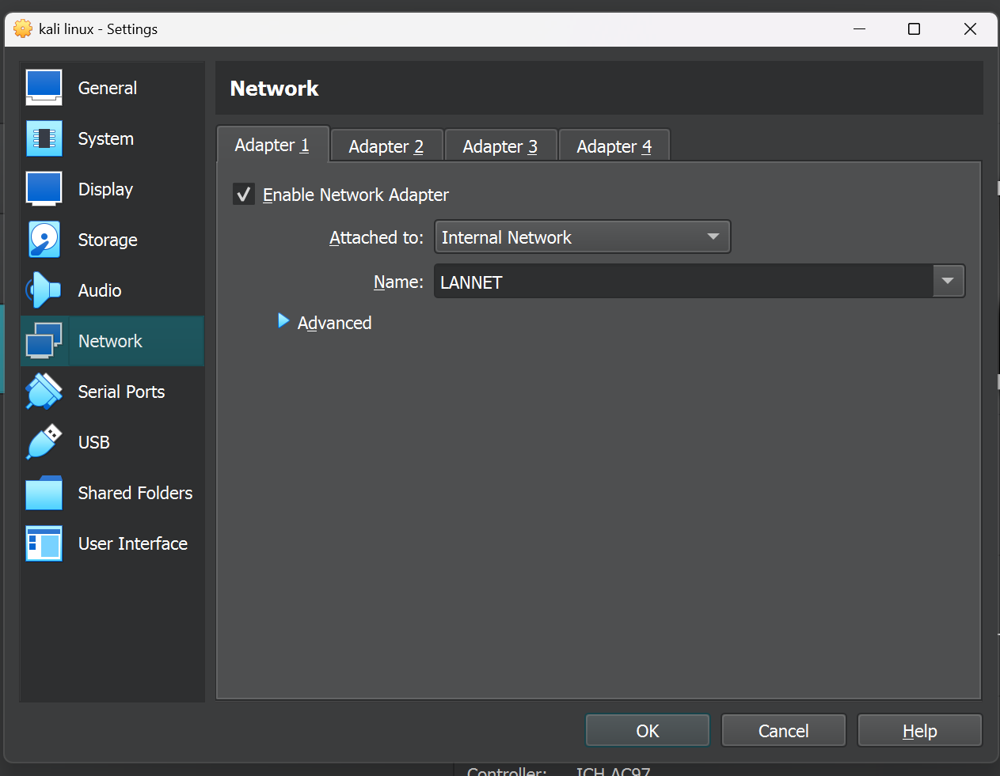 kali linux - Settings
General
System
Display
Storage
Audio
Network
Serial Ports
USB
Shared Folders
User Interface
Network
Adapter 1 Adapter 2 Adapter 3 Adapter 4
Enable Network Adapter
Attached to: Internal Network
Name: LANNET
Advanced
OK Cancel Help
Controller: ICH AC97